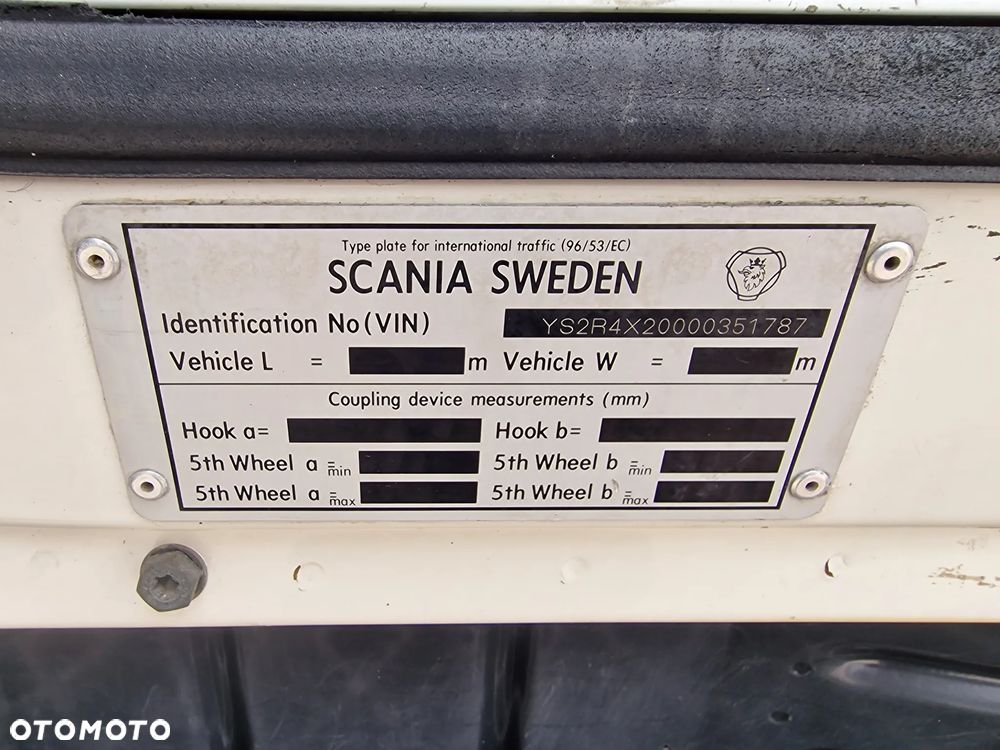 Type plate for international traffic (96/53/EC)
SCANIA SWEDEN
Identification No(VIN) YS2R4X20000351787
Vehicle L = m Vehicle W = m
Coupling device measurements (mm)
Hook a= Hook b=
5th Wheel a = min 5th Wheel b = min
5th Wheel a = max 5th Wheel b = max
OTOMOTO